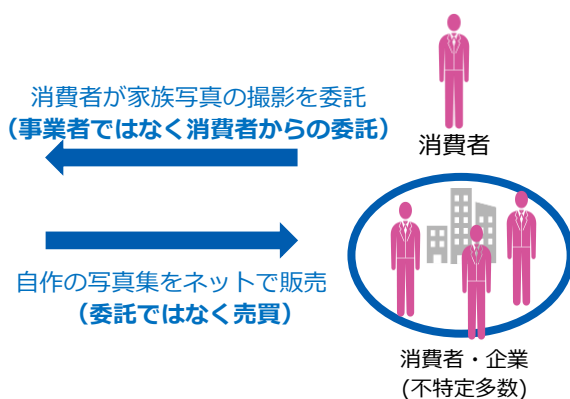 消費者が家族写真の撮影を委託
（事業者ではなく消費者からの委託）
消費者
自作の写真集をネットで販売
（委託ではなく売買）
消費者・企業
(不特定多数)